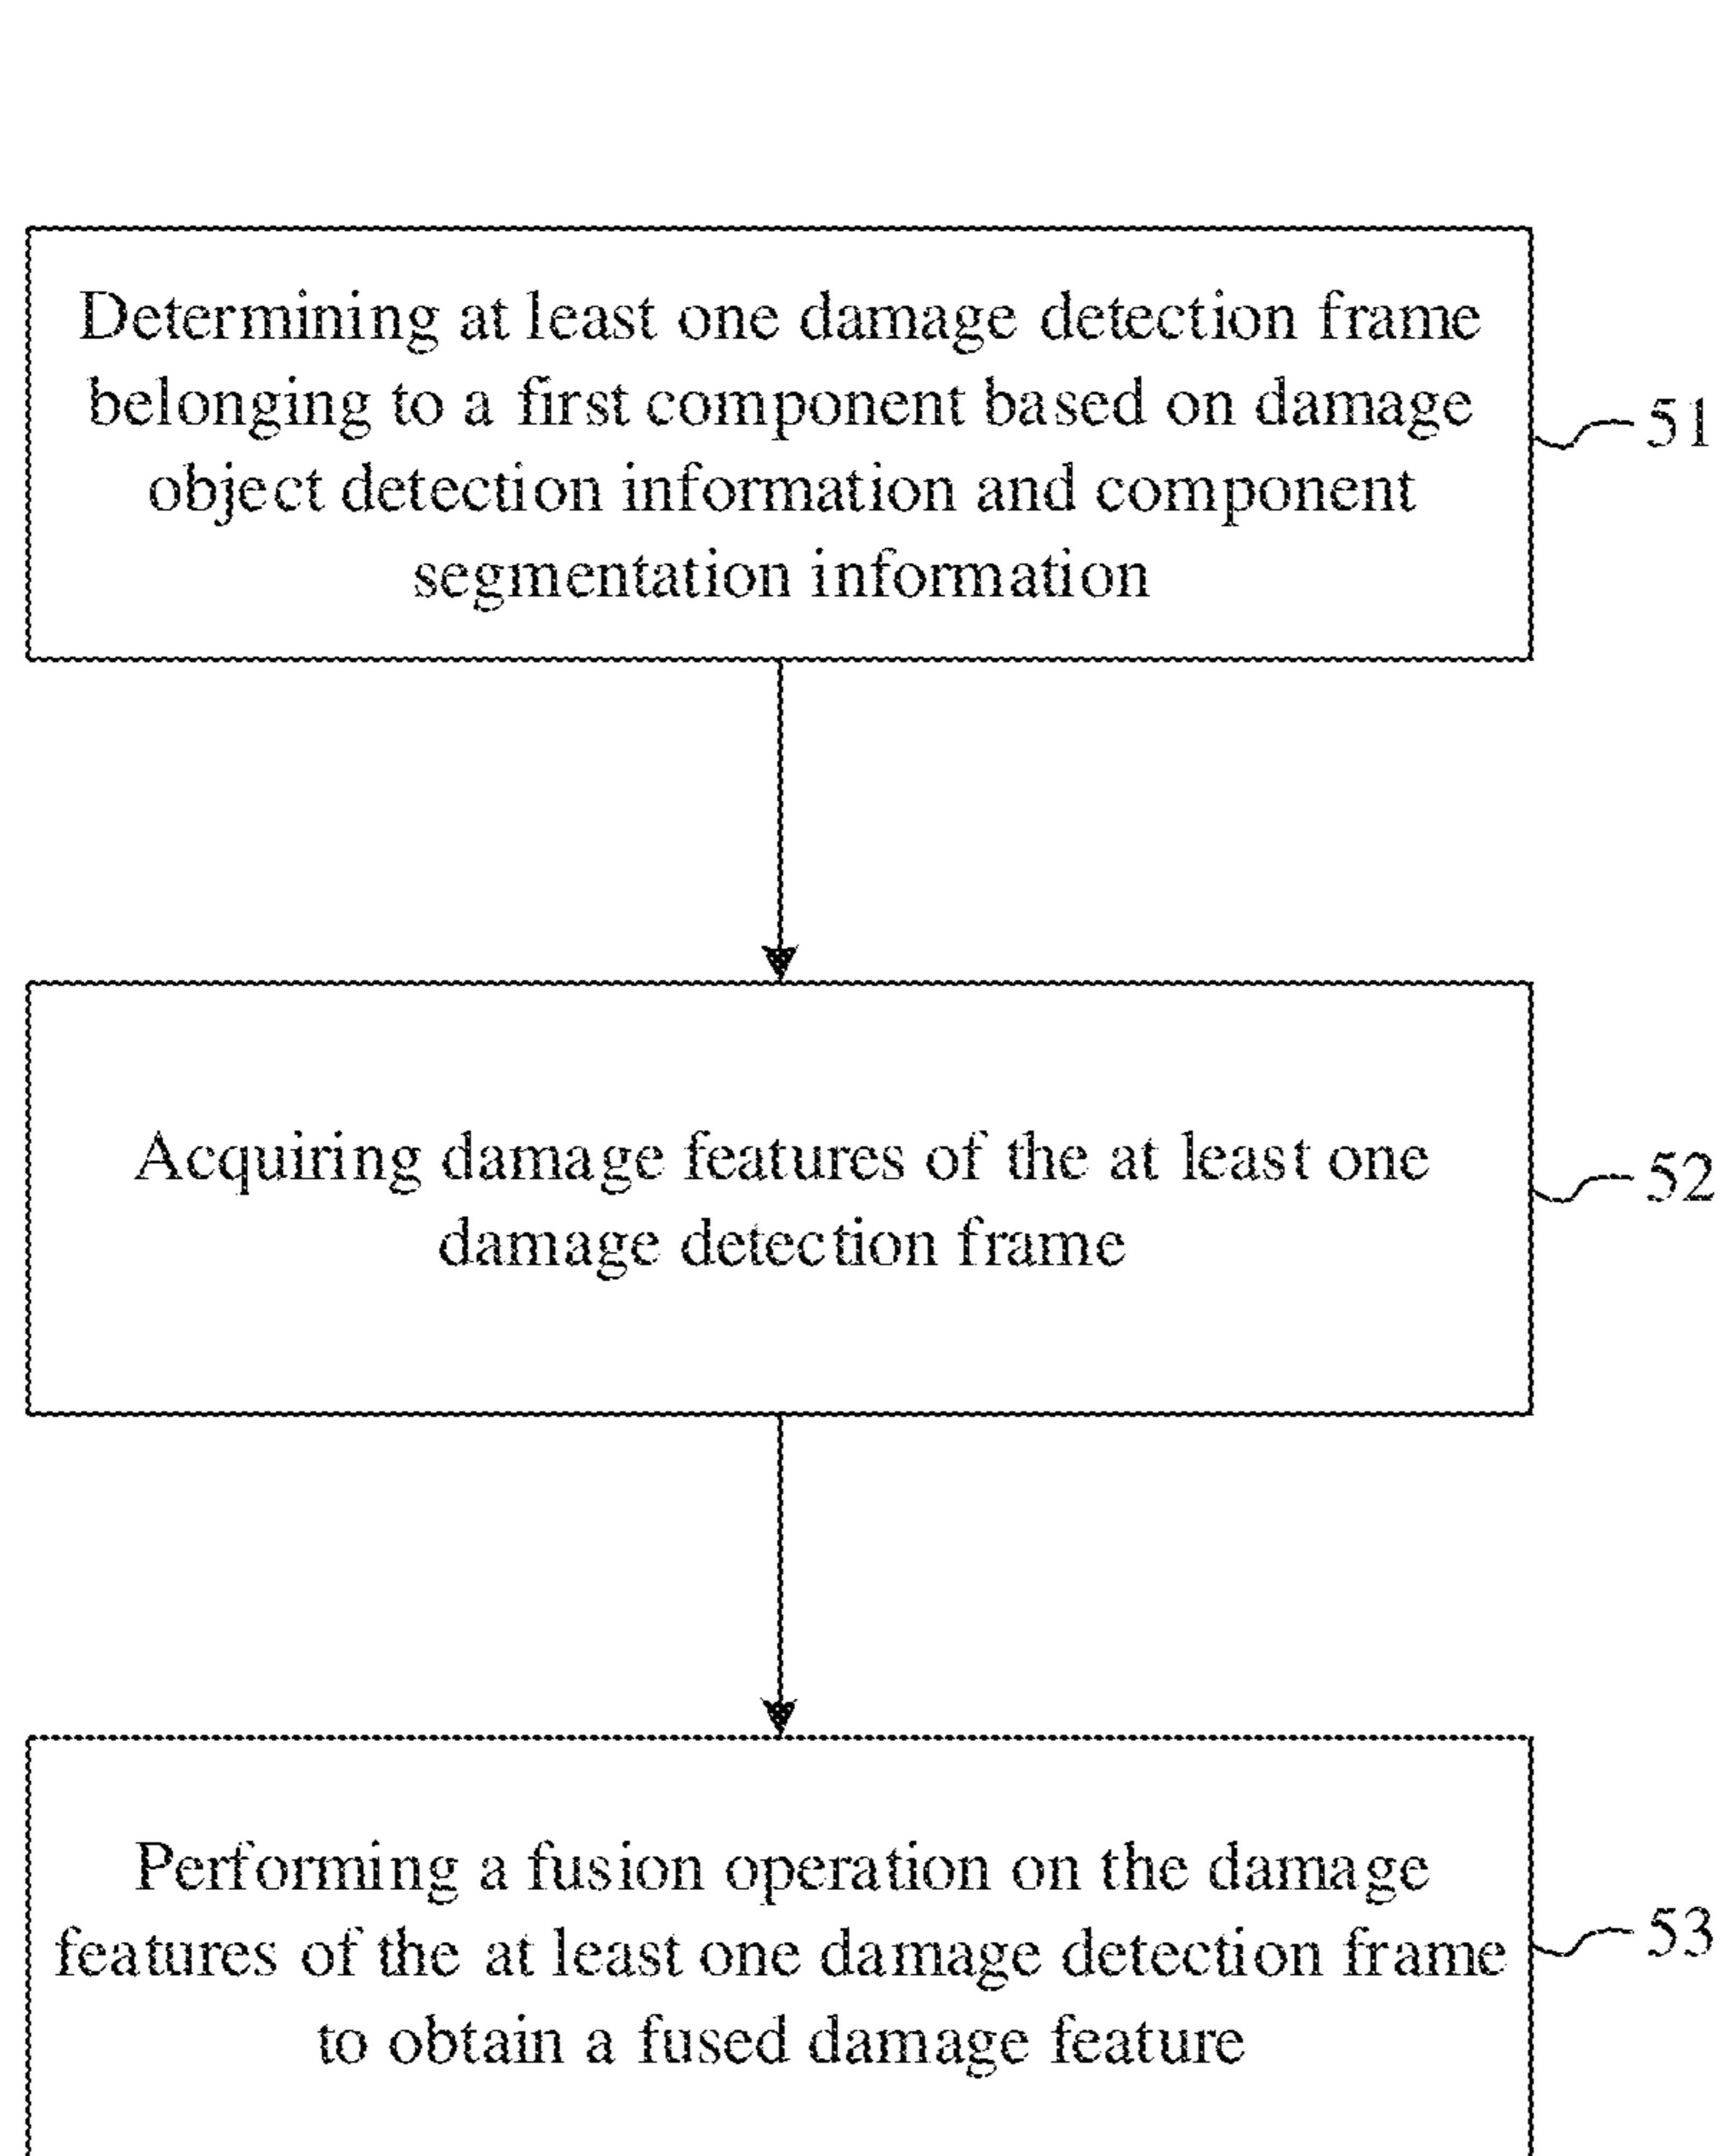 Determining at least one damage detection frame
belonging to a first component based on damage
object detection information and component
segmentation information
51
Acquiring damage features of the at least one
damage detection frame
52
Performing a fusion operation on the damage
features of the at least one damage detection frame
to obtain a fused damage feature
53